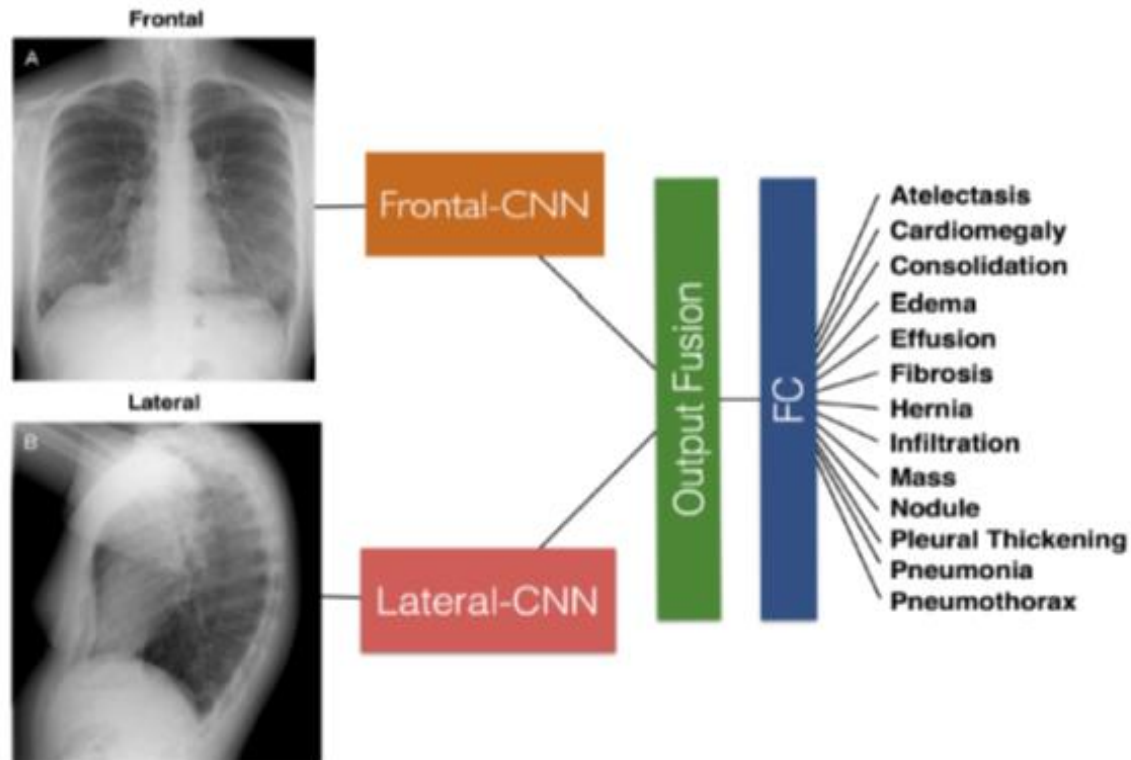 Frontal
A
Frontal-CNN
Lateral
B
Lateral-CNN
Output Fusion
FC
Atelectasis
Cardiomegaly
Consolidation
Edema
Effusion
Fibrosis
Hernia
Infiltration
Mass
Nodule
Pleural Thickening
Pneumonia
Pneumothorax